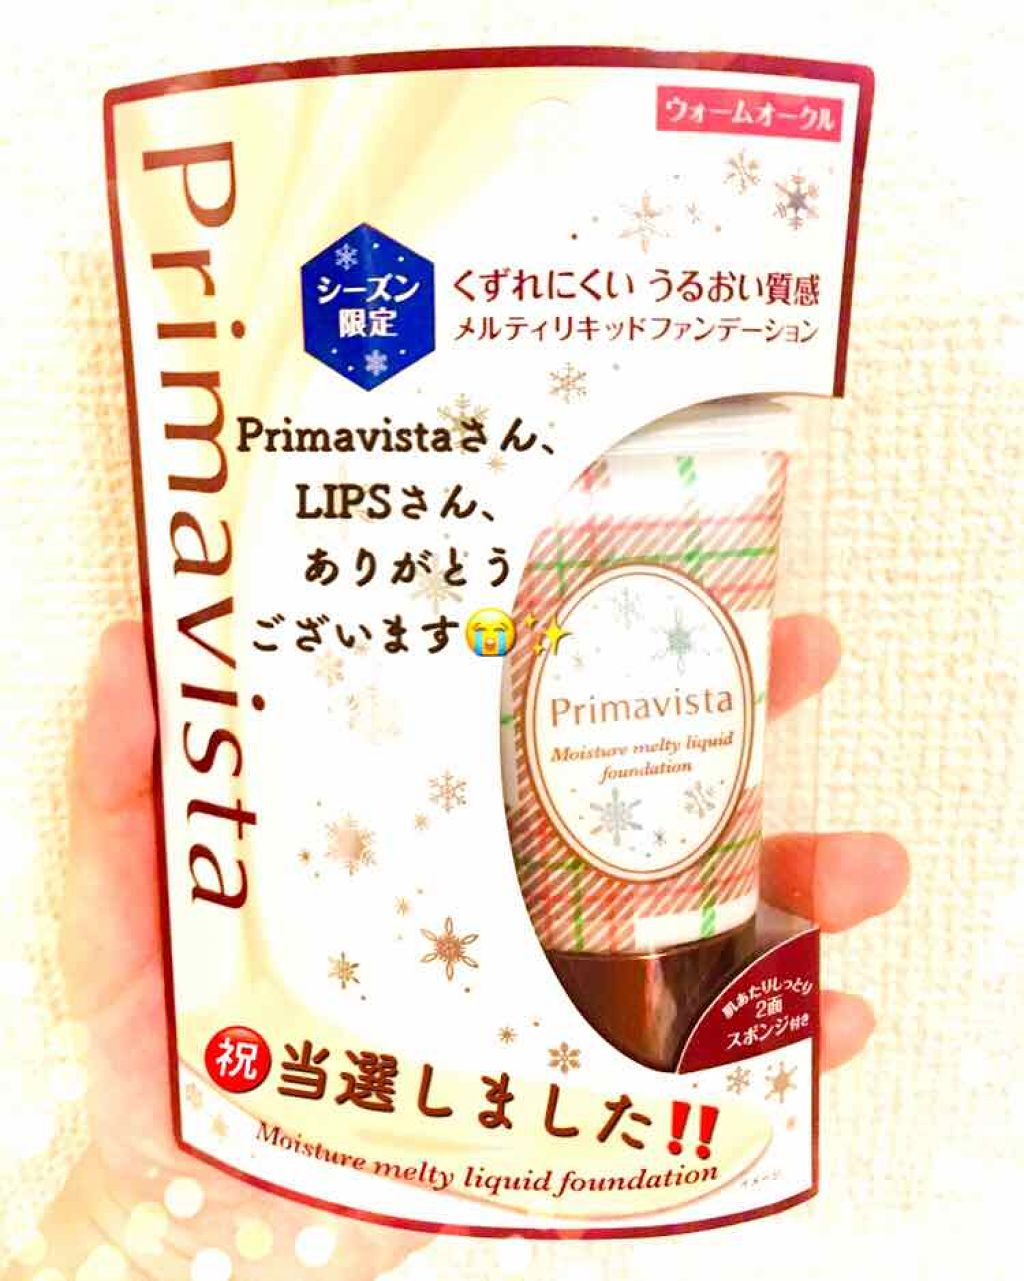 ウォームオークル
Primavista
シーズン
限定
くずれにくい うるおい質感
メルティリキッドファンデーション
Primavistaさん、
LIPSさん、
ありがとう
ございます😭✨
Primavista
Moisture melty liquid
foundation
肌あたりしっとり
2面
スポンジ付き
㊗当選しました‼
Moisture melty liquid foundation
イメージ